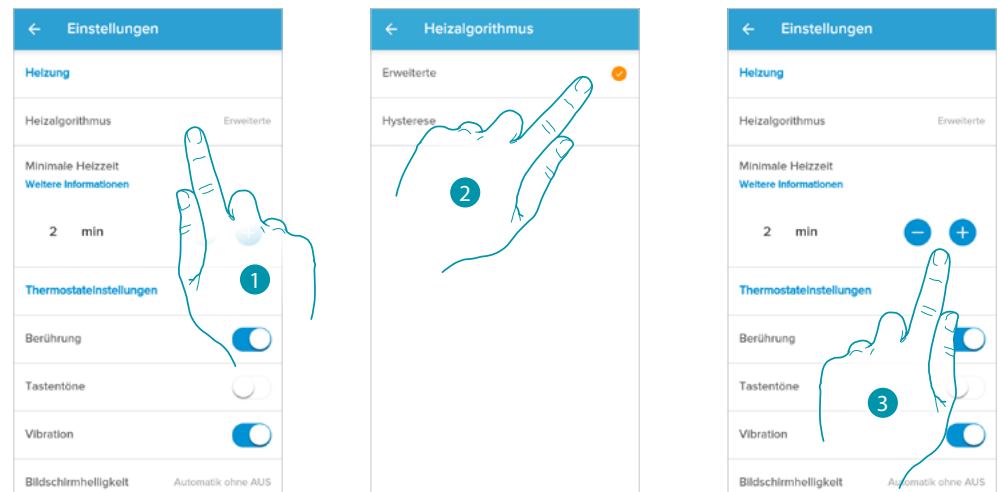 Einstellungen
Heizung
Heizalgorithmus Erweiterte
Minimale Heizzeit
Weitere Informationen
2 min
1
Thermostateinstellungen
Berührung
Tastentöne
Vibration
Bildschirmhelligkeit Automatik ohne AUS
Heizalgorithmus
Erweiterte
Hysterese
2
Einstellungen
Heizung
Heizalgorithmus Erweiterte
Minimale Heizzeit
Weitere Informationen
2 min
Thermostateinstellungen
Berührung
Tastentöne
3
Vibration
Bildschirmhelligkeit Automatik ohne AUS